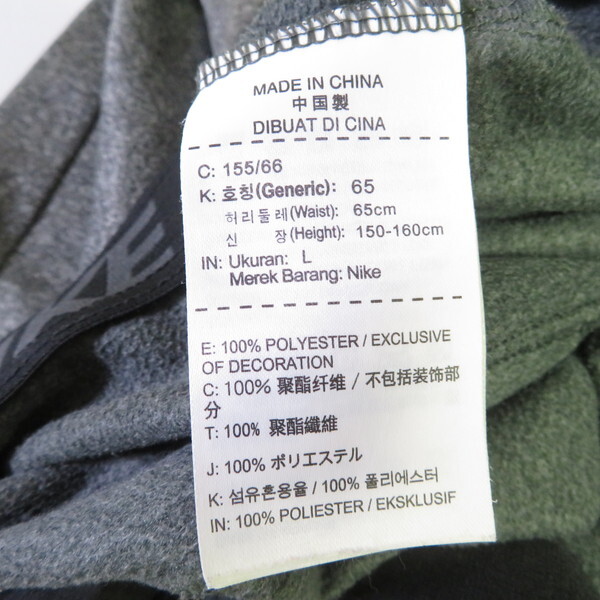 MADE IN CHINA
中国製
DIBUAT DI CINA
C: 155/66
K: 호칭(Generic): 65
허리둘레(Waist): 65cm
신 장(Height): 150-160cm
IN: Ukuran: L
Merek Barang: Nike
E: 100% POLYESTER / EXCLUSIVE
OF DECORATION
C: 100% 聚酯纤维 / 不包括装饰部
分
T: 100% 聚酯纖維
J: 100% ポリエステル
K: 섬유혼용율 / 100% 폴리에스터
IN: 100% POLIESTER / EKSKLUSIF